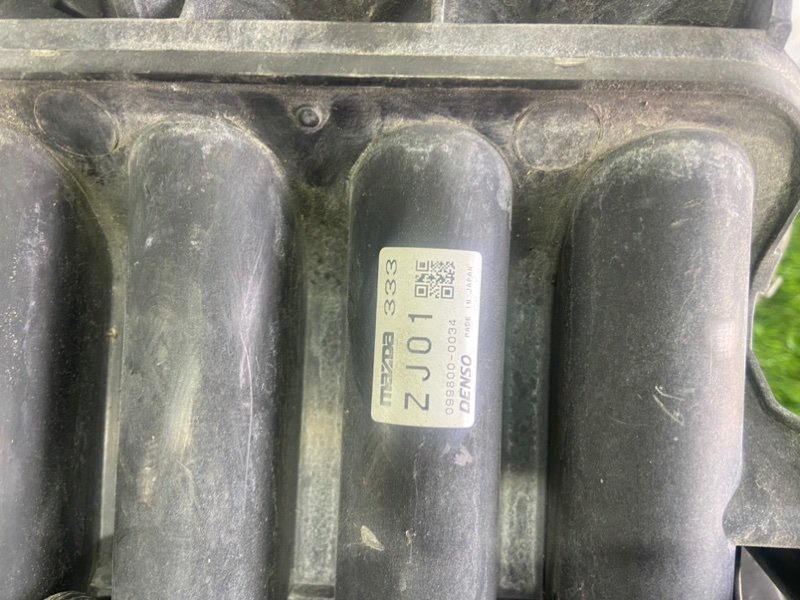 mazda 333
ZJ01
099800-0034
DENSO MADE IN JAPAN